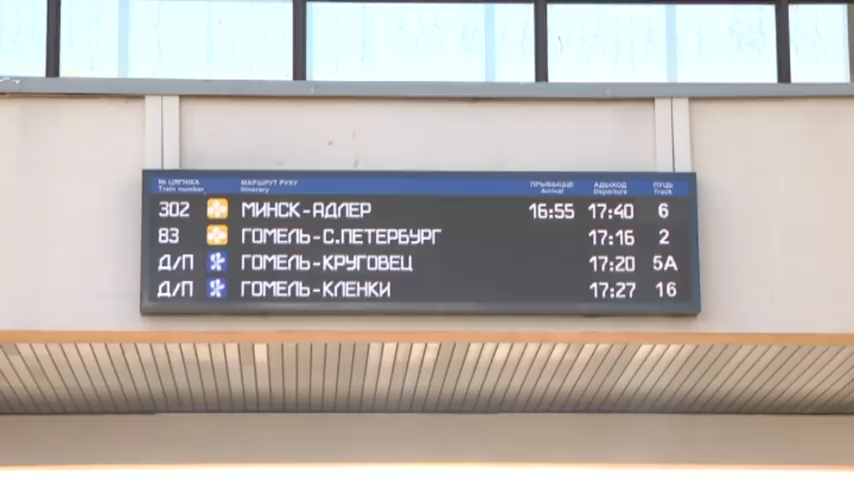 № ЦЯГНІКА МАРШРУТ РУХУ ПРЫБЫЦЦЕ АДЫХОД ПУЦЬ
Train number Itinerary Arrival Departure Track
302 МИНСК-АДЛЕР 16:55 17:40 6
83 ГОМЕЛЬ-С.ПЕТЕРБУРГ 17:16 2
Д/П ГОМЕЛЬ-КРУГОВЕЦ 17:20 5А
Д/П ГОМЕЛЬ-КЛЕНКИ 17:27 16